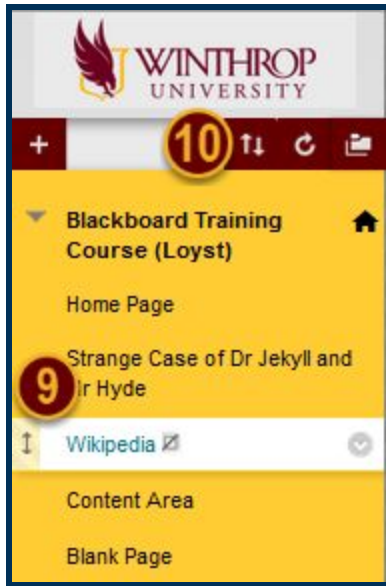 WINTHROP
UNIVERSITY
10
Blackboard Training
Course (Loyst)
Home Page
Strange Case of Dr Jekyll and
r Hyde
9
Wikipedia
Content Area
Blank Page